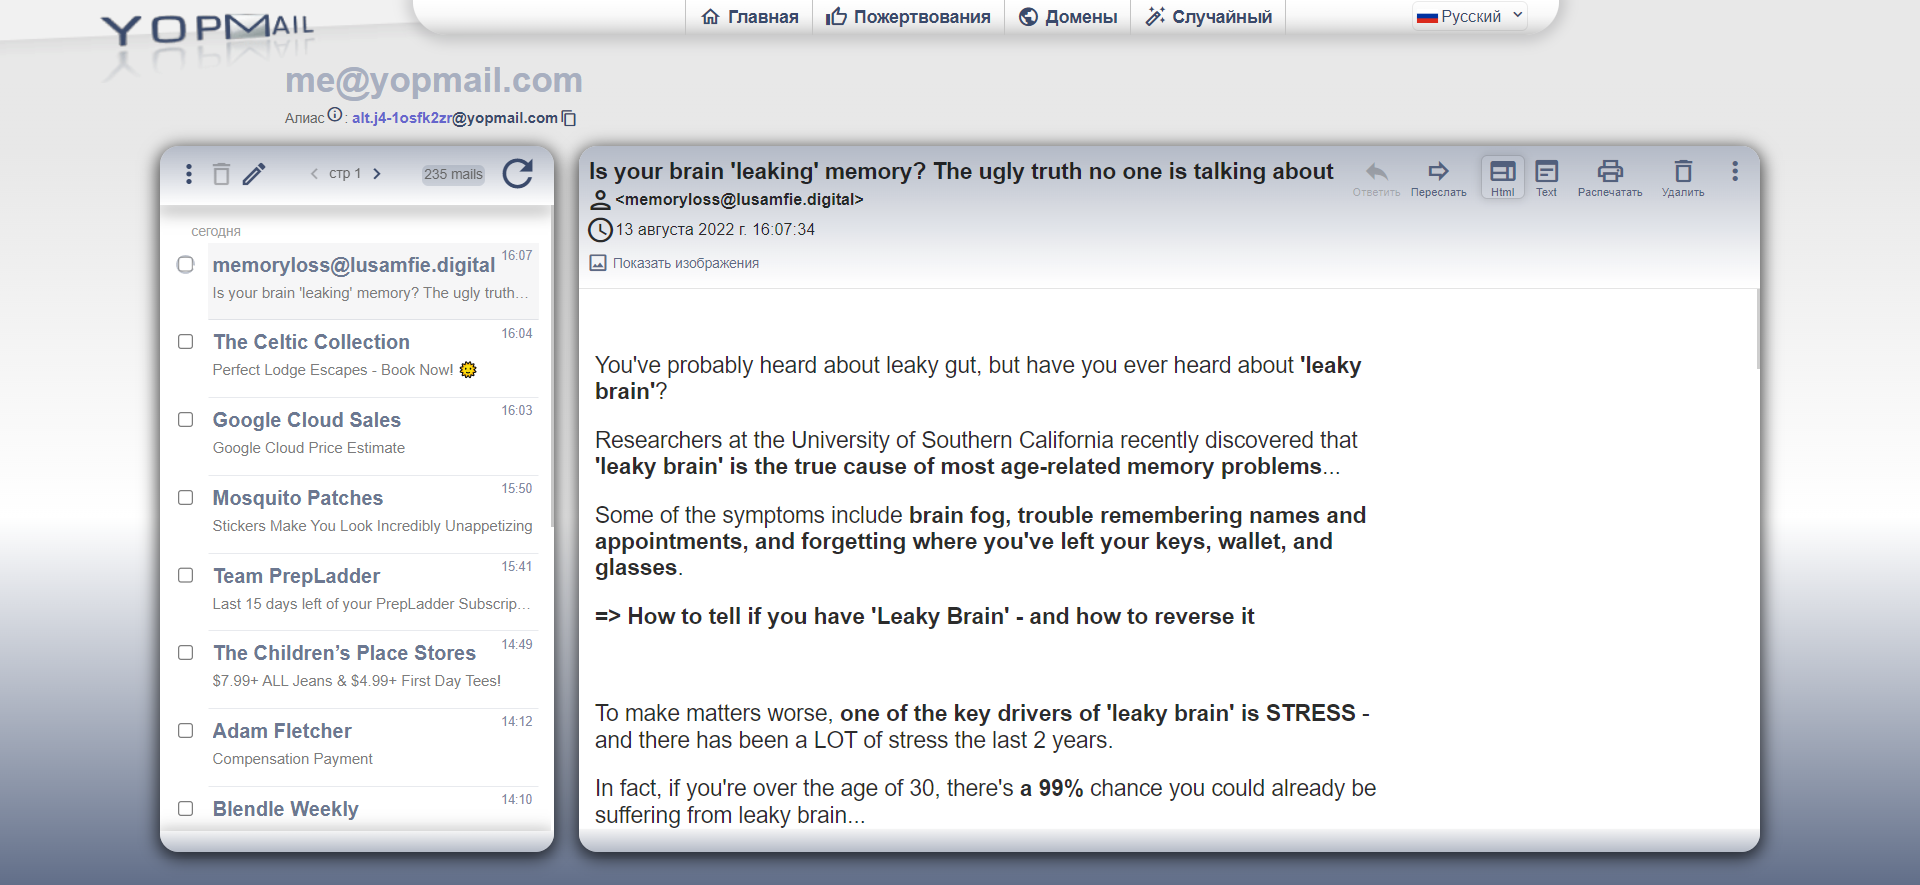 YOPMAIL
Главная
Пожертвования
Домены
Случайный
Русский
me@yopmail.com
Алиас : alt.j4-1osfk2zr@yopmail.com
стр 1
235 mails
сегодня
memoryloss@lusamfie.digital
16:07
Is your brain 'leaking' memory? The ugly truth…
The Celtic Collection
16:04
Perfect Lodge Escapes - Book Now! 🌞
Google Cloud Sales
16:03
Google Cloud Price Estimate
Mosquito Patches
15:50
Stickers Make You Look Incredibly Unappetizing
Team PrepLadder
15:41
Last 15 days left of your PrepLadder Subscrip…
The Children’s Place Stores
14:49
$7.99+ ALL Jeans & $4.99+ First Day Tees!
Adam Fletcher
14:12
Compensation Payment
Blendle Weekly
14:10
Is your brain 'leaking' memory? The ugly truth no one is talking about
<memoryloss@lusamfie.digital>
13 августа 2022 г. 16:07:34
Показать изображения
Ответить
Переслать
Html
Text
Распечатать
Удалить
You've probably heard about leaky gut, but have you ever heard about 'leaky
brain'?
Researchers at the University of Southern California recently discovered that
'leaky brain' is the true cause of most age-related memory problems...
Some of the symptoms include brain fog, trouble remembering names and
appointments, and forgetting where you've left your keys, wallet, and
glasses.
=> How to tell if you have 'Leaky Brain' - and how to reverse it
To make matters worse, one of the key drivers of 'leaky brain' is STRESS -
and there has been a LOT of stress the last 2 years.
In fact, if you're over the age of 30, there's a 99% chance you could already be
suffering from leaky brain...